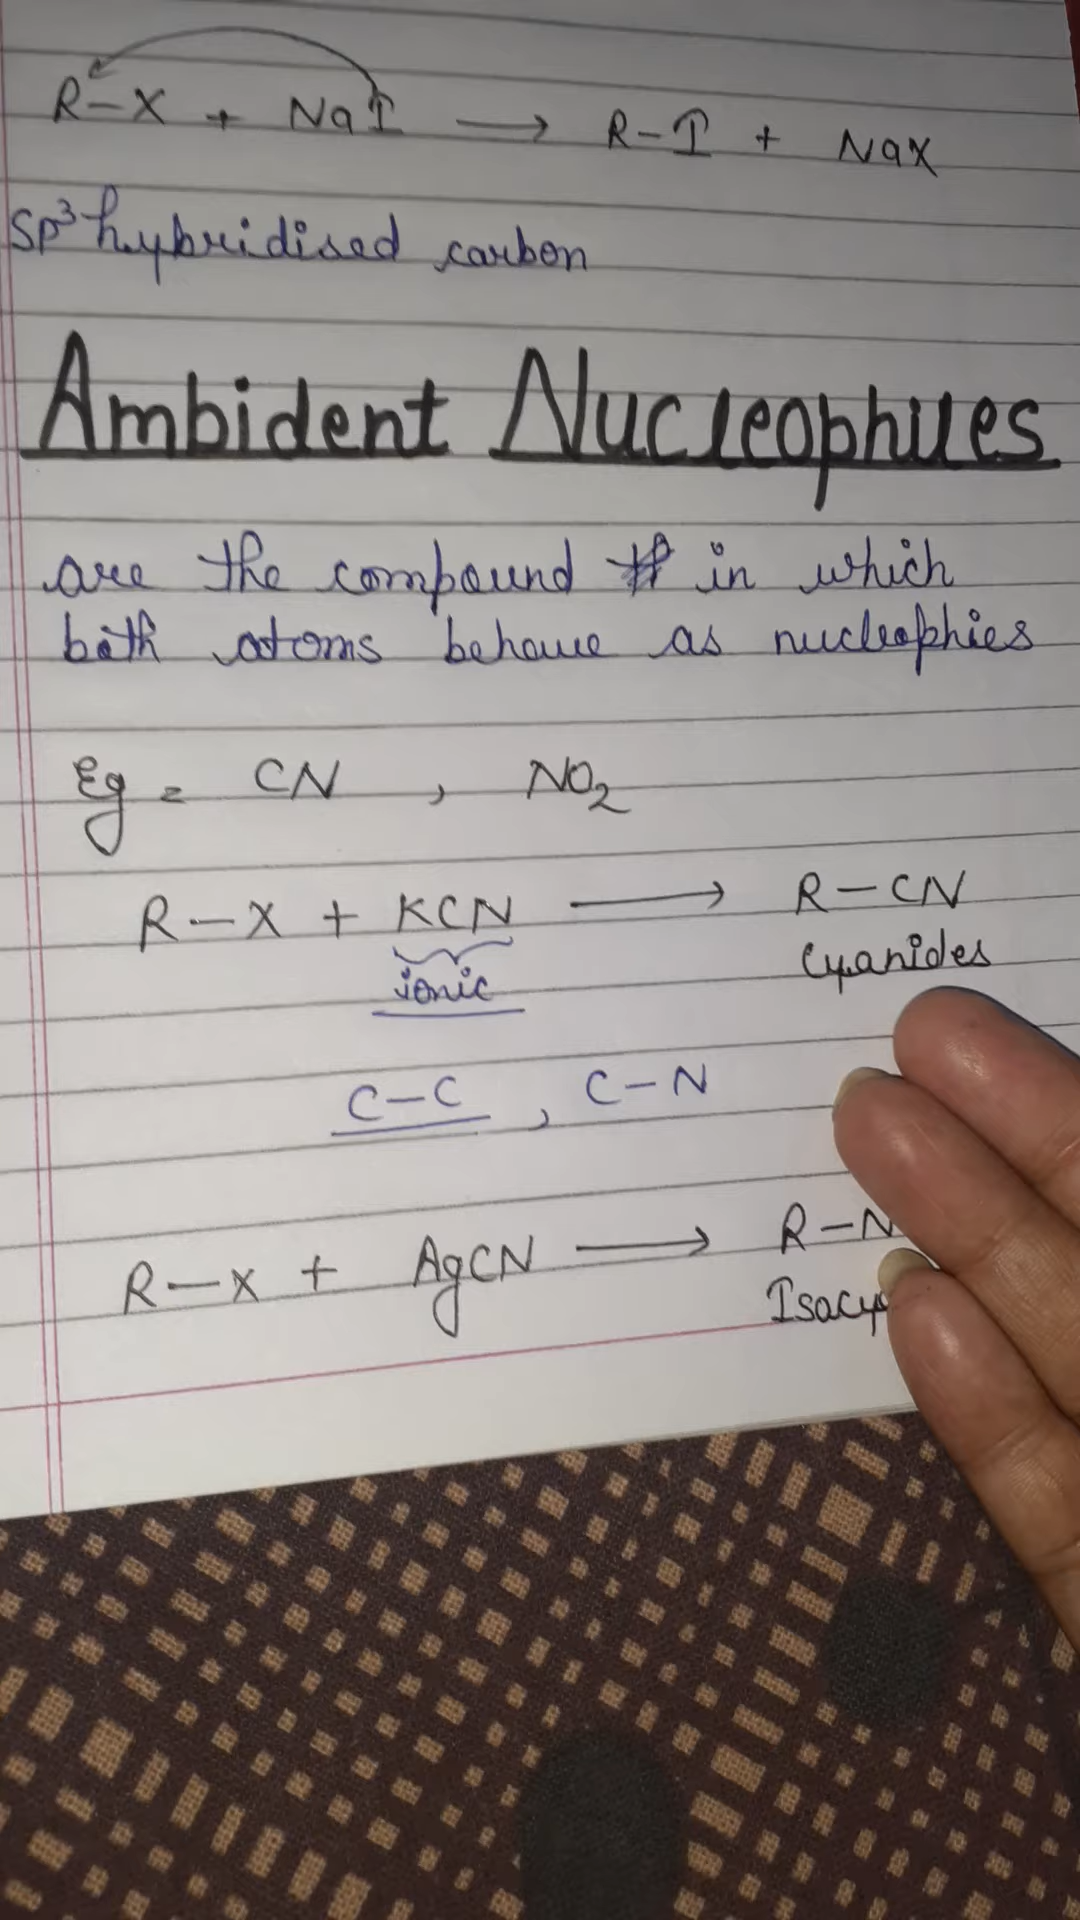 R-X + NaI ⟶ R-I + NaX
Sp³ hybridised carbon
Ambident Nucleophiles
are the compound in which
both atoms behave as nucleophies
Eg = CN , NO₂
R-X + KCN ⟶ R-CN
ionic Cyanides
C-C , C-N
R-X + AgCN ⟶ R-N
Isacy